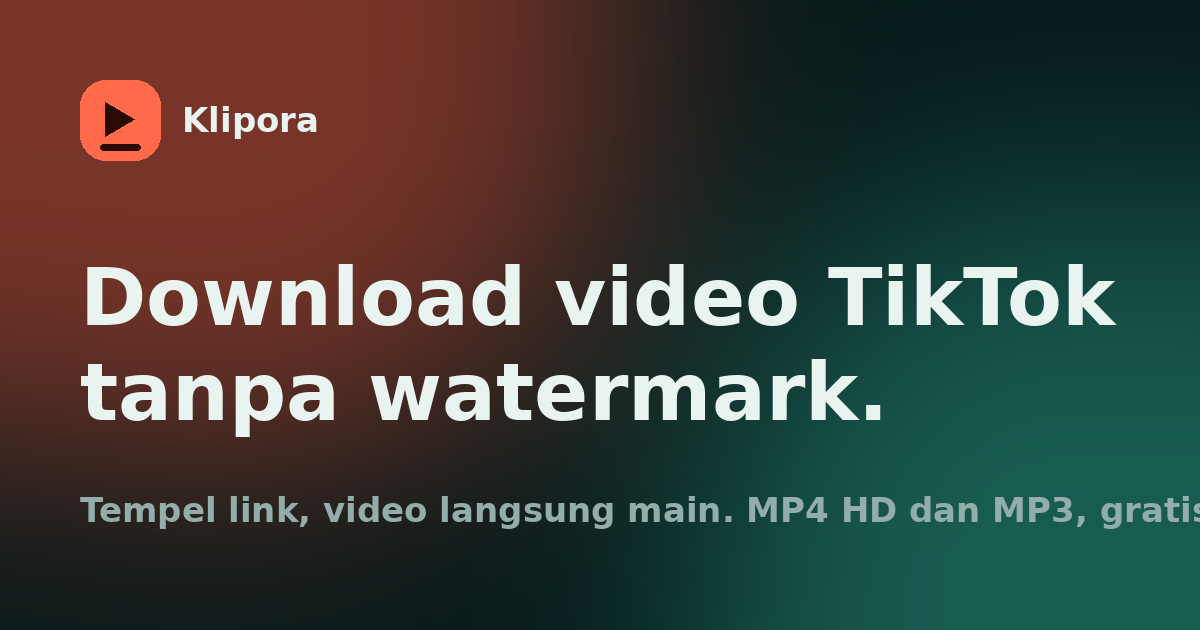 Klipora
Download video TikTok
tanpa watermark.
Tempel link, video langsung main. MP4 HD dan MP3, gratis